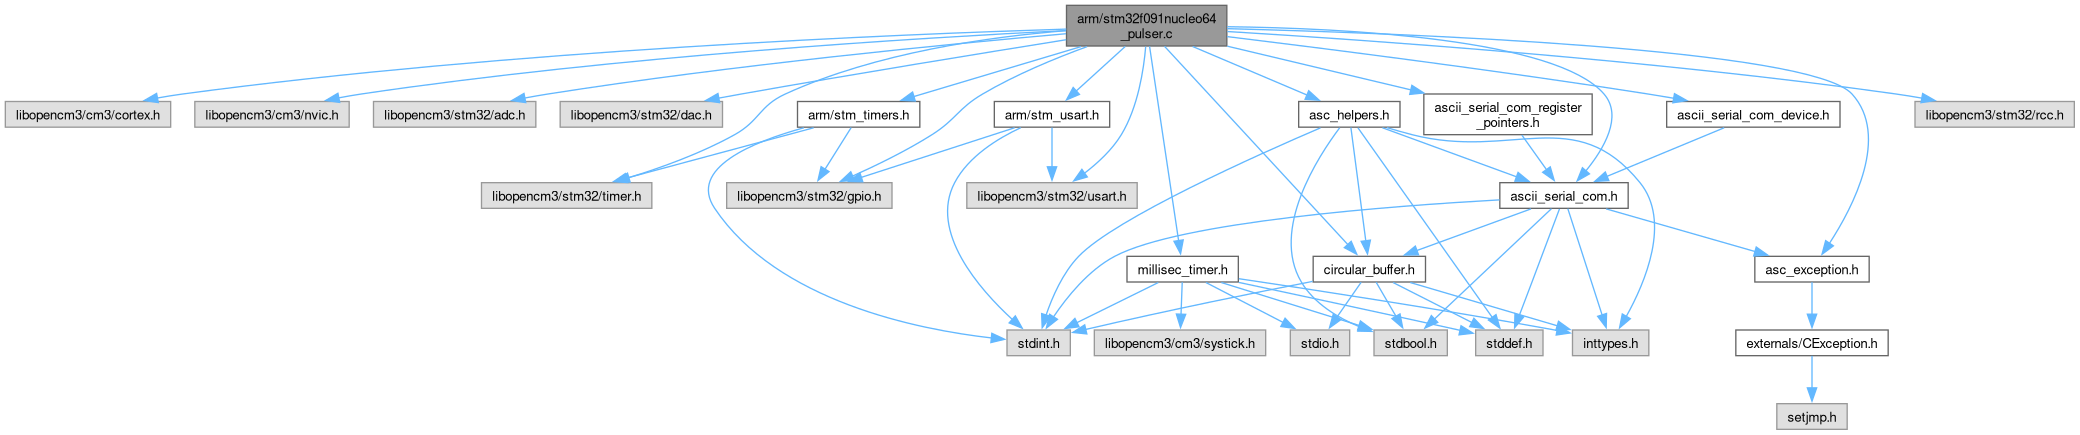 arm/stm32f091nucleo64
_pulser.c
libopencm3/cm3/cortex.h
libopencm3/cm3/nvic.h
libopencm3/stm32/adc.h
libopencm3/stm32/dac.h
arm/stm_timers.h
arm/stm_usart.h
asc_helpers.h
ascii_serial_com_register
_pointers.h
ascii_serial_com_device.h
libopencm3/stm32/rcc.h
libopencm3/stm32/timer.h
libopencm3/stm32/gpio.h
libopencm3/stm32/usart.h
ascii_serial_com.h
millisec_timer.h
circular_buffer.h
asc_exception.h
stdint.h
libopencm3/cm3/systick.h
stdio.h
stdbool.h
stddef.h
inttypes.h
externals/CException.h
setjmp.h